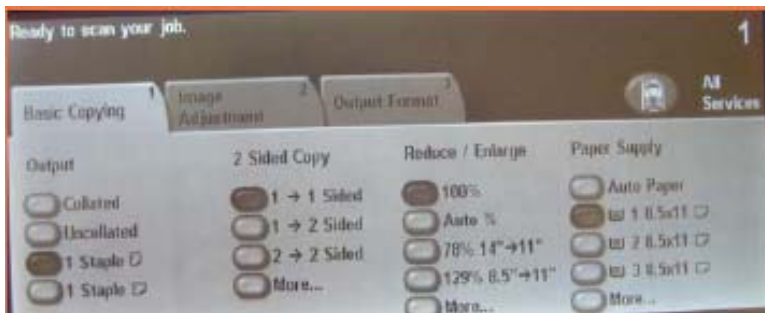 Ready to scan your job.
1
All
Services
Basic Copying
1
Image
Adjustment
2
Output Format
3
Output
Collated
Uncollated
1 Staple
1 Staple
2 Sided Copy
1 → 1 Sided
1 → 2 Sided
2 → 2 Sided
More...
Reduce / Enlarge
100%
Auto %
78% 14"→11"
129% 8.5"→11"
More...
Paper Supply
Auto Paper
1 8.5x11
2 8.5x11
3 8.5x11
More...